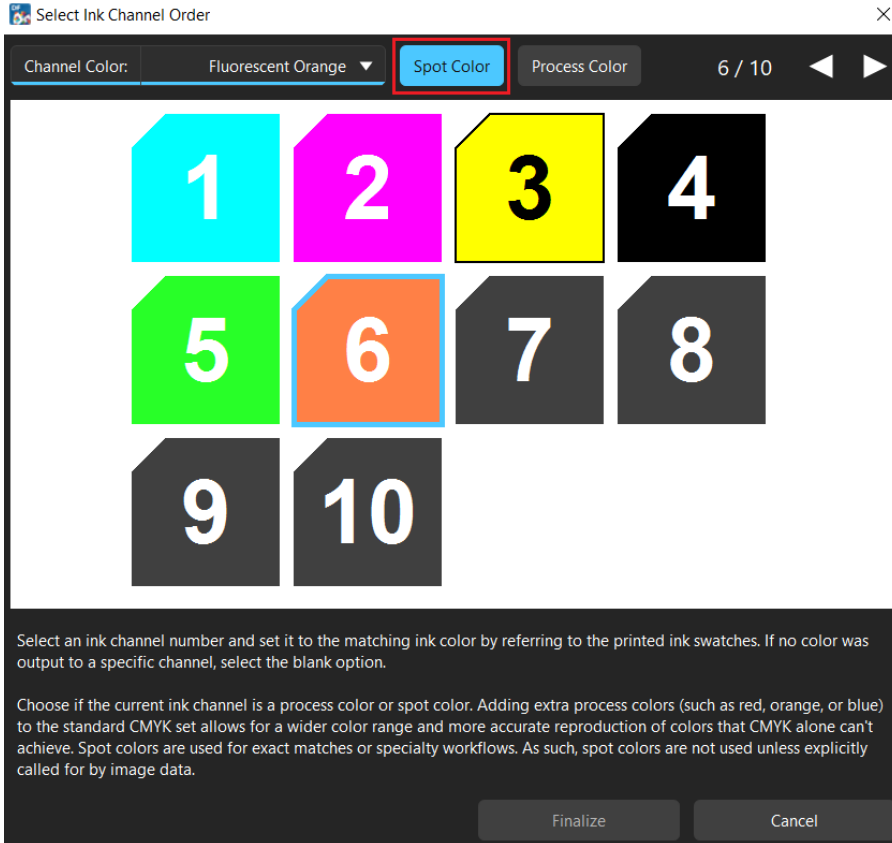 Select Ink Channel Order
Channel Color: Fluorescent Orange Spot Color Process Color 6 / 10
1 2 3 4
5 6 7 8
9 10
Select an ink channel number and set it to the matching ink color by referring to the printed ink swatches. If no color was
output to a specific channel, select the blank option.
Choose if the current ink channel is a process color or spot color. Adding extra process colors (such as red, orange, or blue)
to the standard CMYK set allows for a wider color range and more accurate reproduction of colors that CMYK alone can't
achieve. Spot colors are used for exact matches or specialty workflows. As such, spot colors are not used unless explicitly
called for by image data.
Finalize Cancel